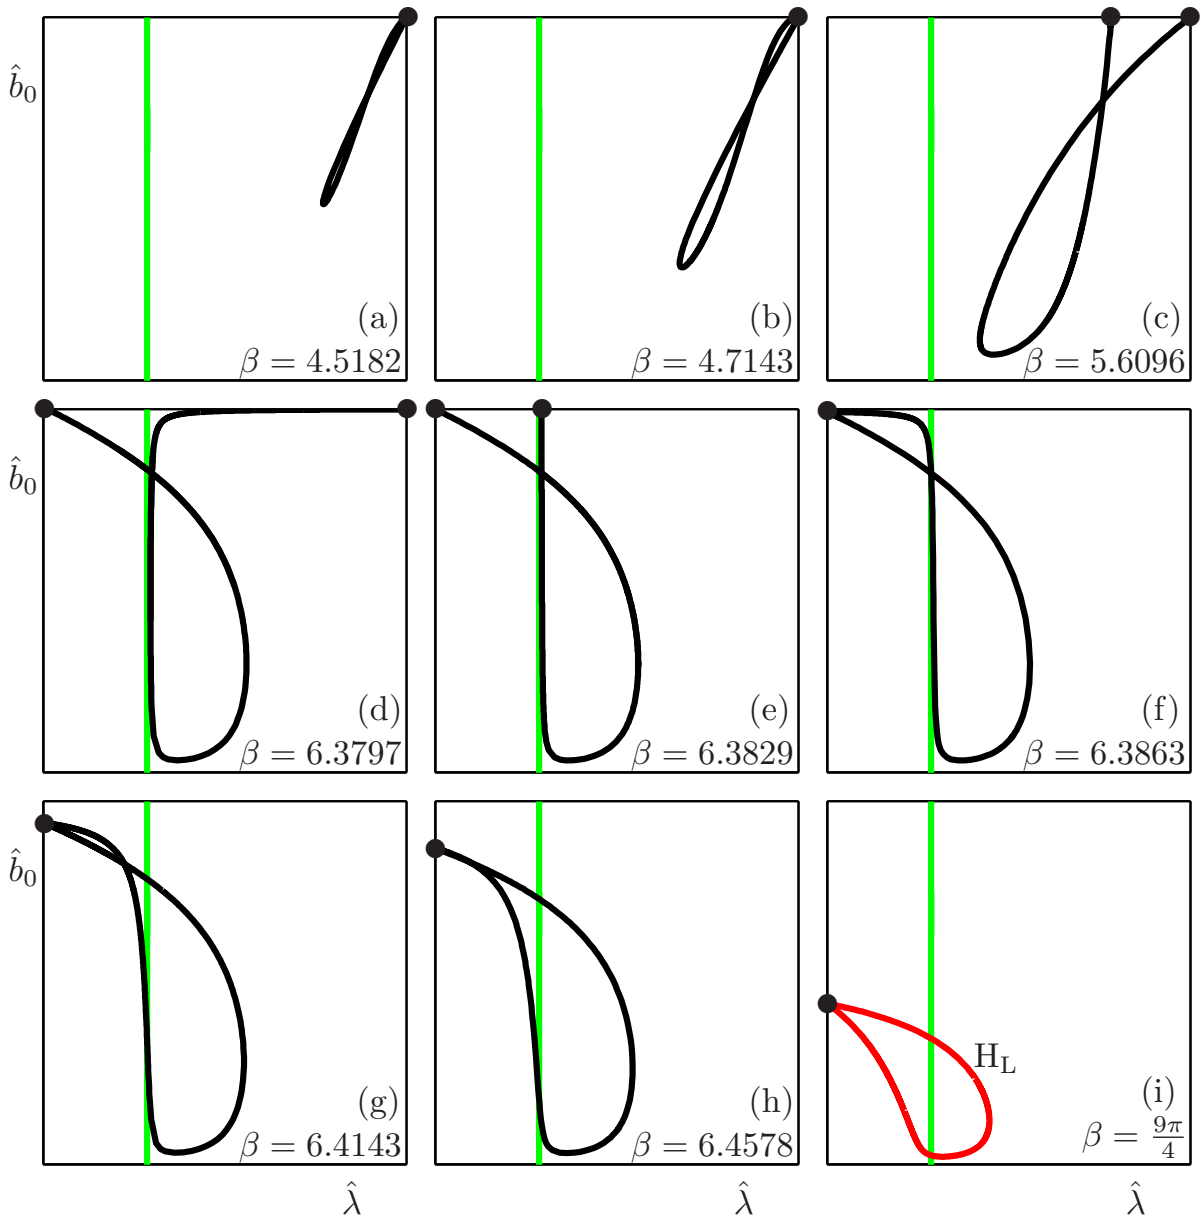 b̂₀
(a)
β = 4.5182
(b)
β = 4.7143
(c)
β = 5.6096
b̂₀
(d)
β = 6.3797
(e)
β = 6.3829
(f)
β = 6.3863
b̂₀
(g)
β = 6.4143
(h)
β = 6.4578
H_L
(i)
β = 9π/4
λ̂
λ̂
λ̂